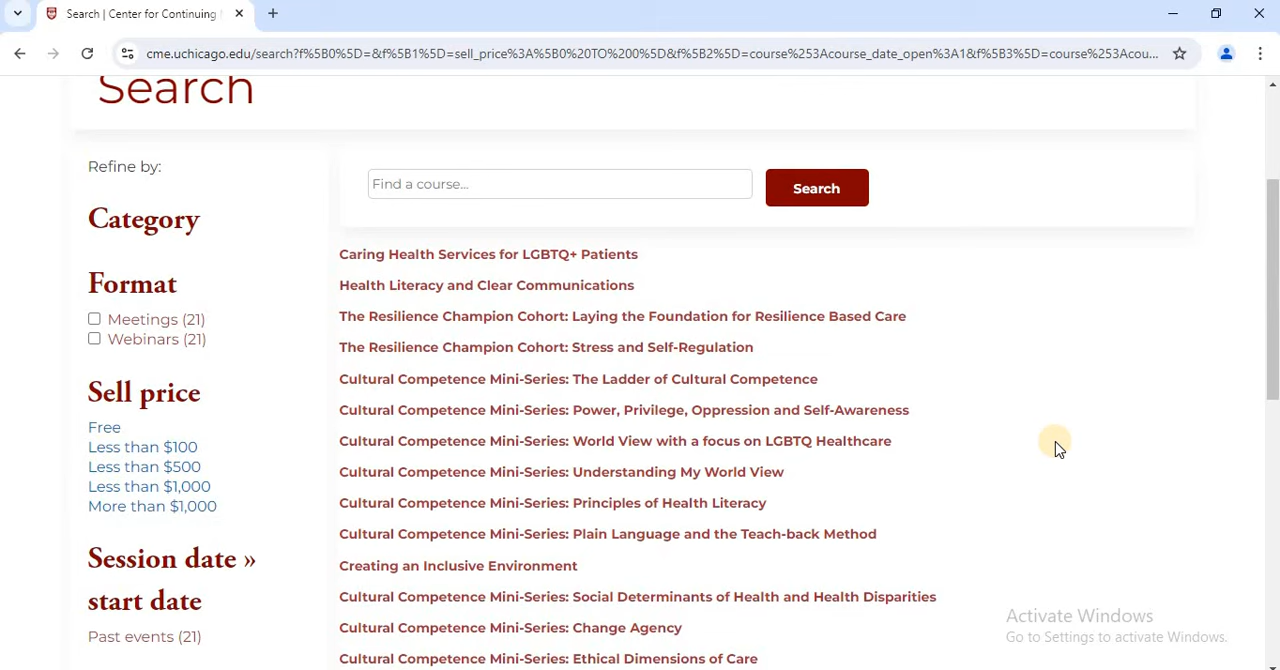 Search | Center for Continuing
cme.uchicago.edu/search?f%5B0%5D=&f%5B1%5D=sell_price%3A%5B0%20TO%200%5D&f%5B2%5D=course%253Acourse_date_open%3A1&f%5B3%5D=course%253Acou...
Search
Refine by:
Find a course...
Search
Category
Format
Meetings (21)
Webinars (21)
Sell price
Free
Less than $100
Less than $500
Less than $1,000
More than $1,000
Session date »
start date
Past events (21)
Caring Health Services for LGBTQ+ Patients
Health Literacy and Clear Communications
The Resilience Champion Cohort: Laying the Foundation for Resilience Based Care
The Resilience Champion Cohort: Stress and Self-Regulation
Cultural Competence Mini-Series: The Ladder of Cultural Competence
Cultural Competence Mini-Series: Power, Privilege, Oppression and Self-Awareness
Cultural Competence Mini-Series: World View with a focus on LGBTQ Healthcare
Cultural Competence Mini-Series: Understanding My World View
Cultural Competence Mini-Series: Principles of Health Literacy
Cultural Competence Mini-Series: Plain Language and the Teach-back Method
Creating an Inclusive Environment
Cultural Competence Mini-Series: Social Determinants of Health and Health Disparities
Cultural Competence Mini-Series: Change Agency
Cultural Competence Mini-Series: Ethical Dimensions of Care
Activate Windows
Go to Settings to activate Windows.